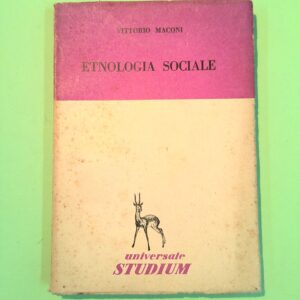 VITTORIO MACONI
ETNOLOGIA SOCIALE
universale
STUDIUM